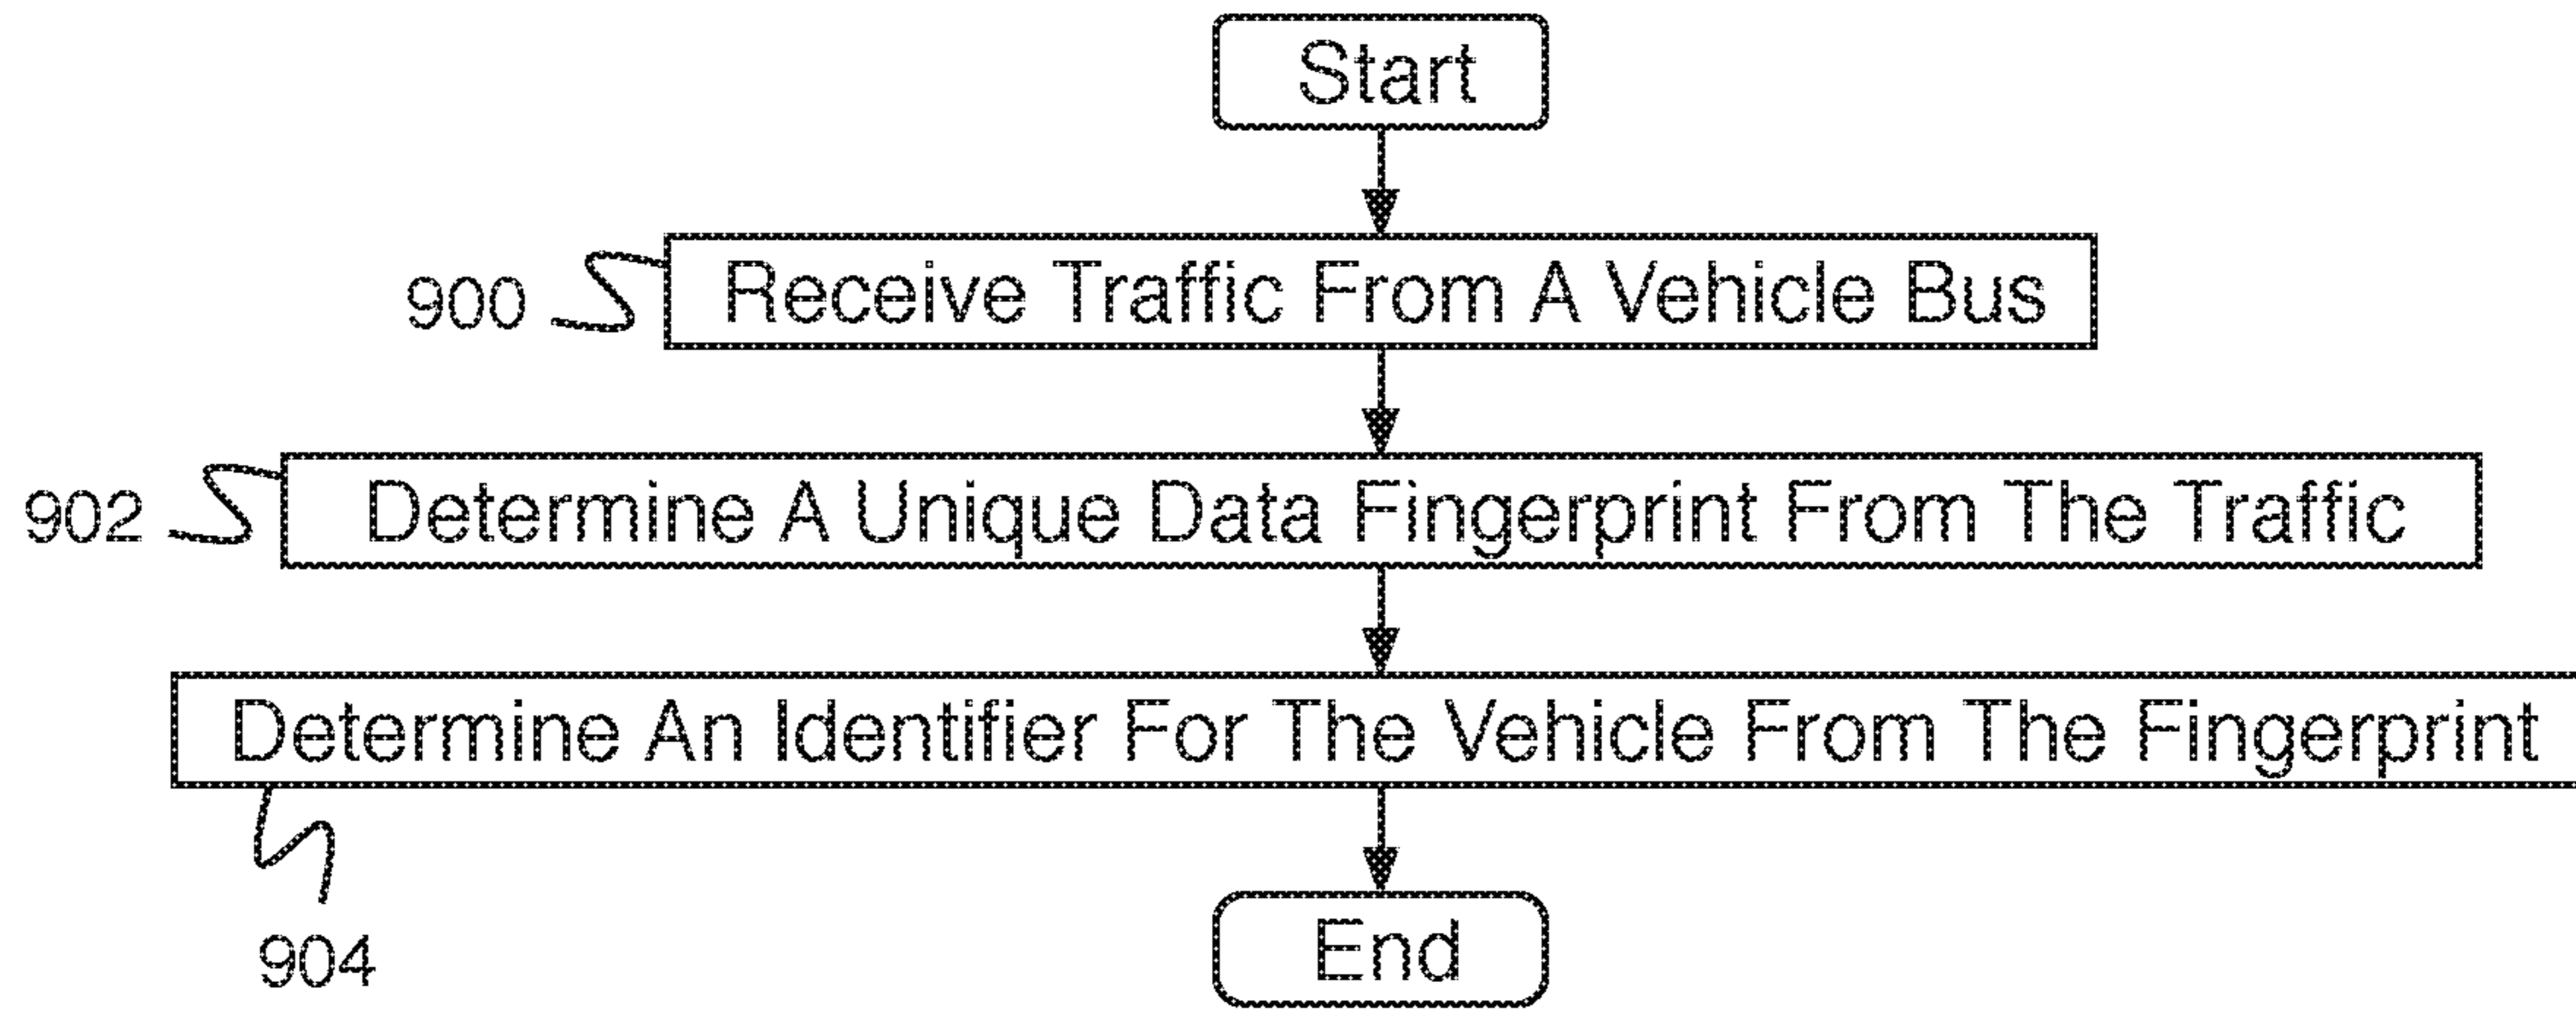 Start
900
Receive Traffic From A Vehicle Bus
902
Determine A Unique Data Fingerprint From The Traffic
Determine An Identifier For The Vehicle From The Fingerprint
904
End